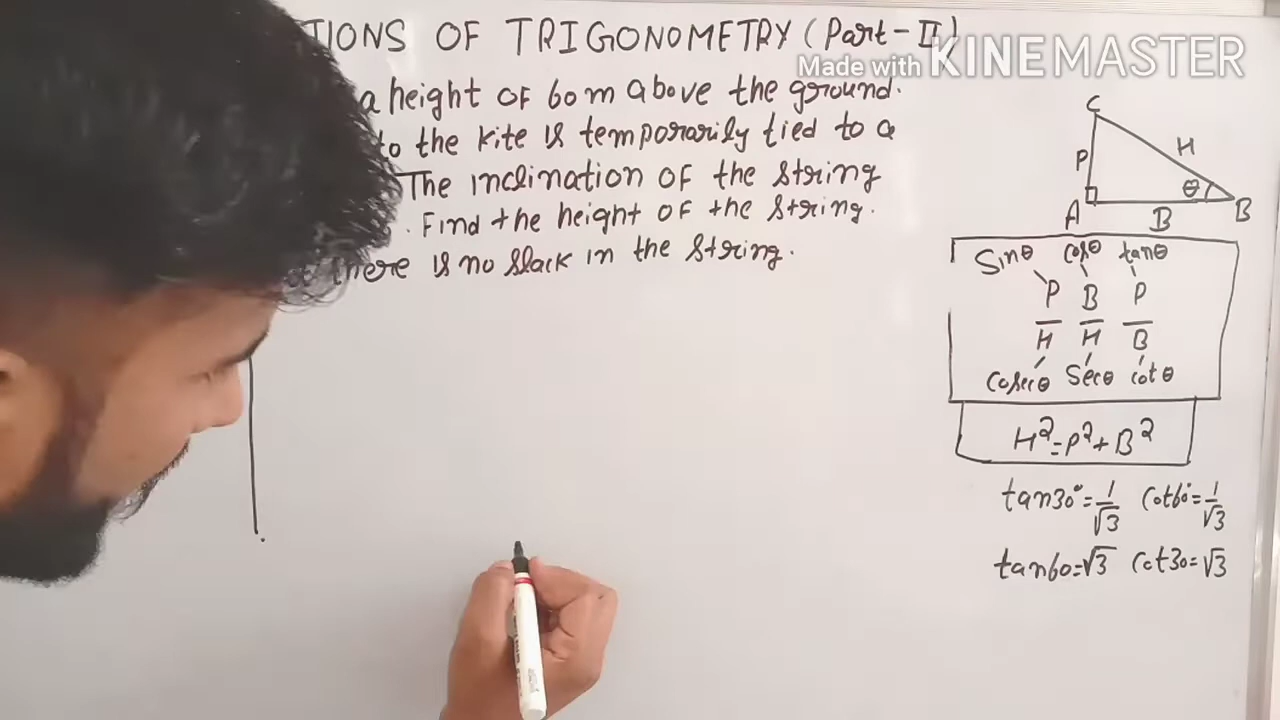 TIONS OF TRIGONOMETRY (Part-II)
Made with KINEMASTER
a height of 60m above the ground.
to the kite is temporarily tied to a
The inclination of the string
. Find the height of the string.
there is no slack in the string.
C
P H
θ
A B B
Sinθ cosθ tanθ
P B P
H H B
Cosecθ Secθ cotθ
H²=P²+B²
tan30°=1/√3 Cot60°=1/√3
tan60=√3 Cot30=√3